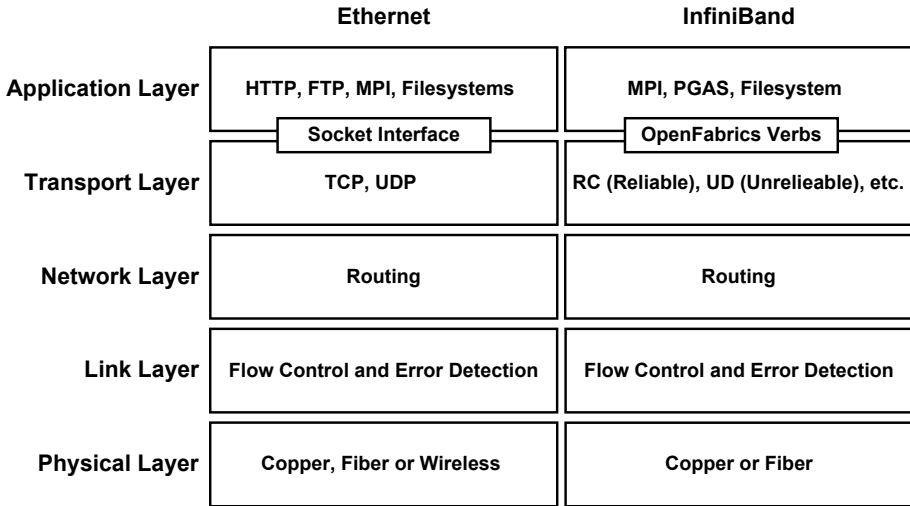 Ethernet InfiniBand
Application Layer HTTP, FTP, MPI, Filesystems MPI, PGAS, Filesystem
Socket Interface OpenFabrics Verbs
Transport Layer TCP, UDP RC (Reliable), UD (Unrelieable), etc.
Network Layer Routing Routing
Link Layer Flow Control and Error Detection Flow Control and Error Detection
Physical Layer Copper, Fiber or Wireless Copper or Fiber